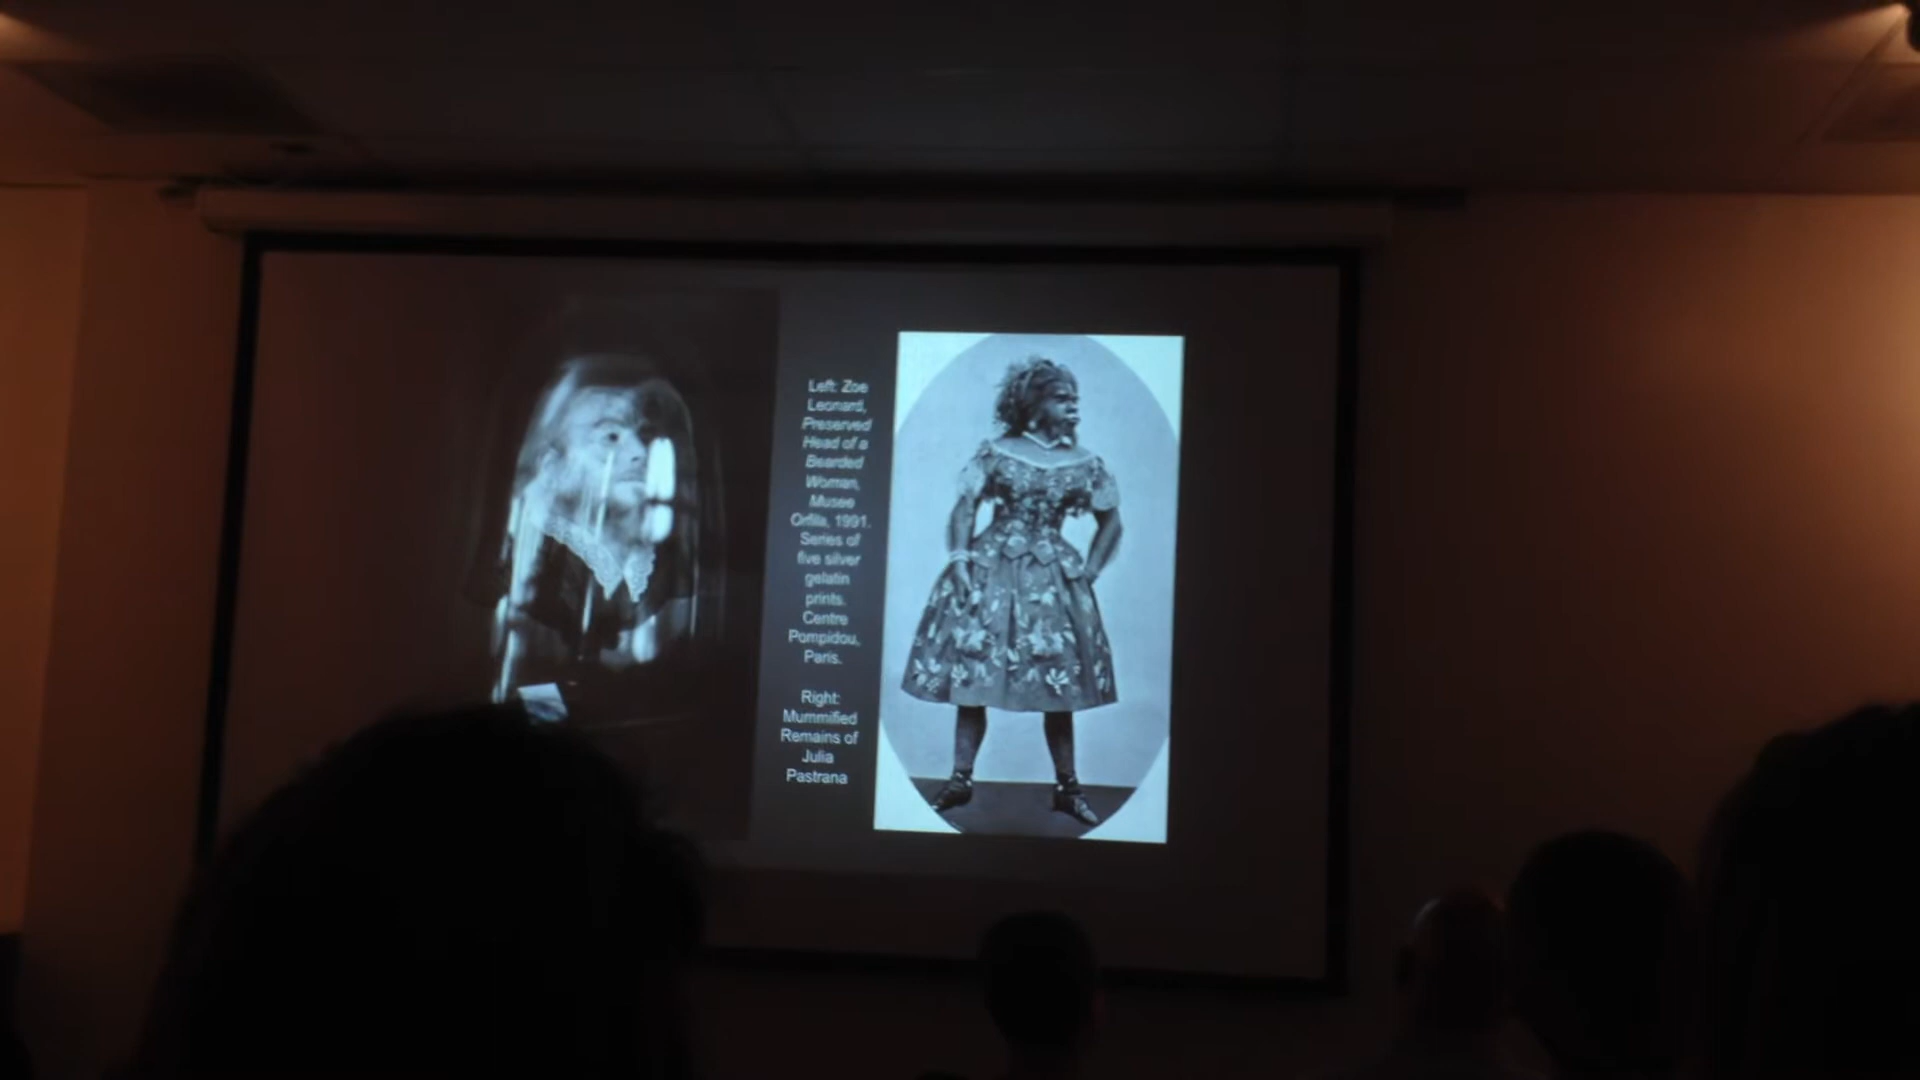 Left: Zoe
Leonard,
Preserved
Head of a
Bearded
Woman,
Musee
Orfila, 1991.
Series of
five silver
gelatin
prints.
Centre
Pompidou,
Paris.
Right:
Mummified
Remains of
Julia
Pastrana